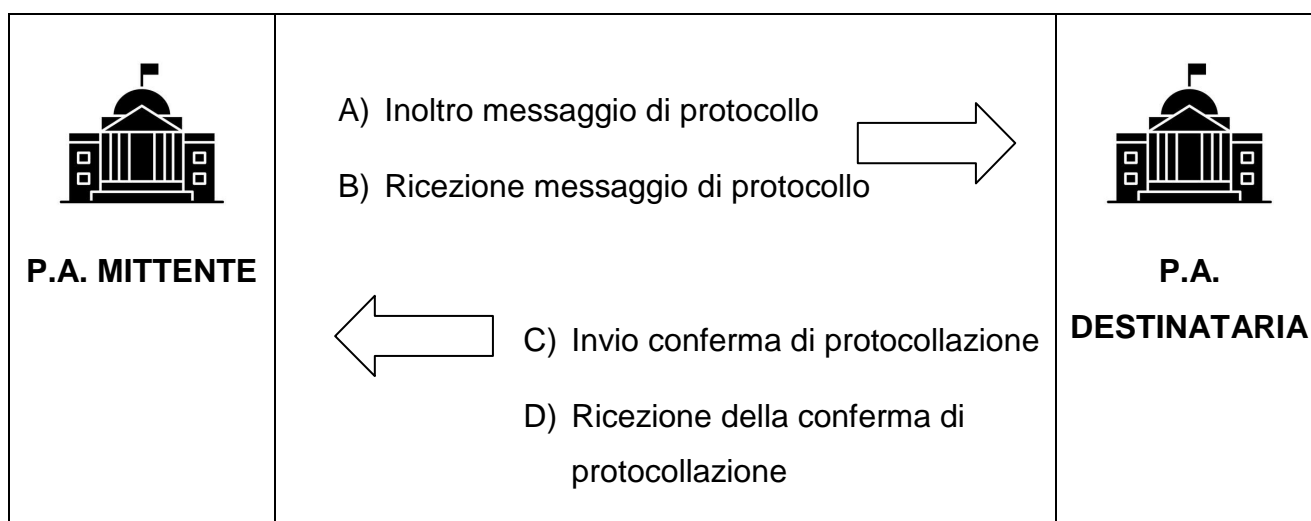 P.A. MITTENTE
A) Inoltro messaggio di protocollo
B) Ricezione messaggio di protocollo
C) Invio conferma di protocollazione
D) Ricezione della conferma di
protocollazione
P.A.
DESTINATARIA